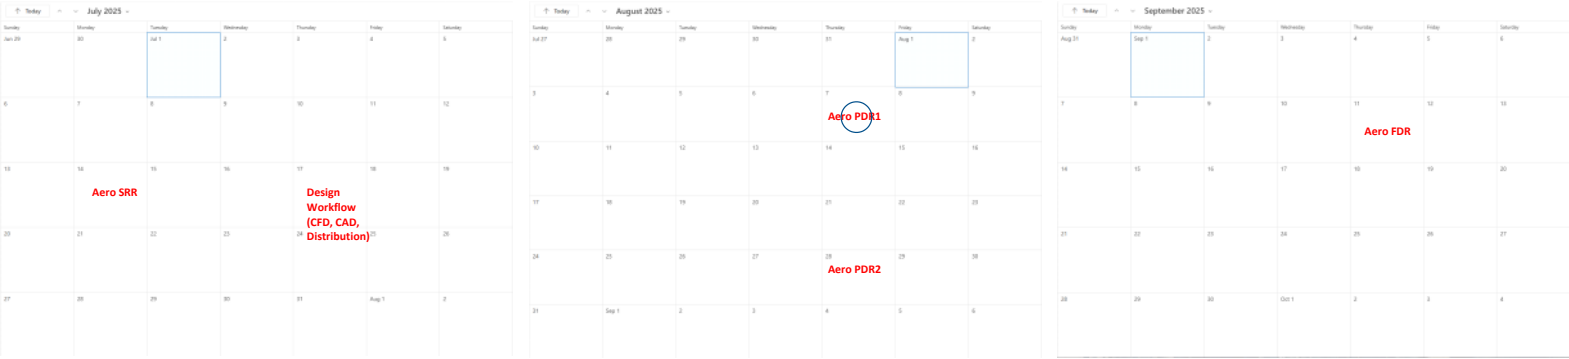 Today July 2025
Sunday Monday Tuesday Wednesday Thursday Friday Saturday
Jun 29 30 Jul 1 2 3 4 5
6 7 8 9 10 11 12
13 14 15 16 17 18 19
Aero SRR
Design
Workflow
(CFD, CAD,
Distribution)
20 21 22 23 24 25 26
27 28 29 30 31 Aug 1 2
Today August 2025
Sunday Monday Tuesday Wednesday Thursday Friday Saturday
Jul 27 28 29 30 31 Aug 1 2
3 4 5 6 7 8 9
Aero PDR1
10 11 12 13 14 15 16
17 18 19 20 21 22 23
24 25 26 27 28 29 30
Aero PDR2
31 Sep 1 2 3 4 5 6
Today September 2025
Sunday Monday Tuesday Wednesday Thursday Friday Saturday
Aug 31 Sep 1 2 3 4 5 6
7 8 9 10 11 12 13
Aero FDR
14 15 16 17 18 19 20
21 22 23 24 25 26 27
28 29 30 Oct 1 2 3 4